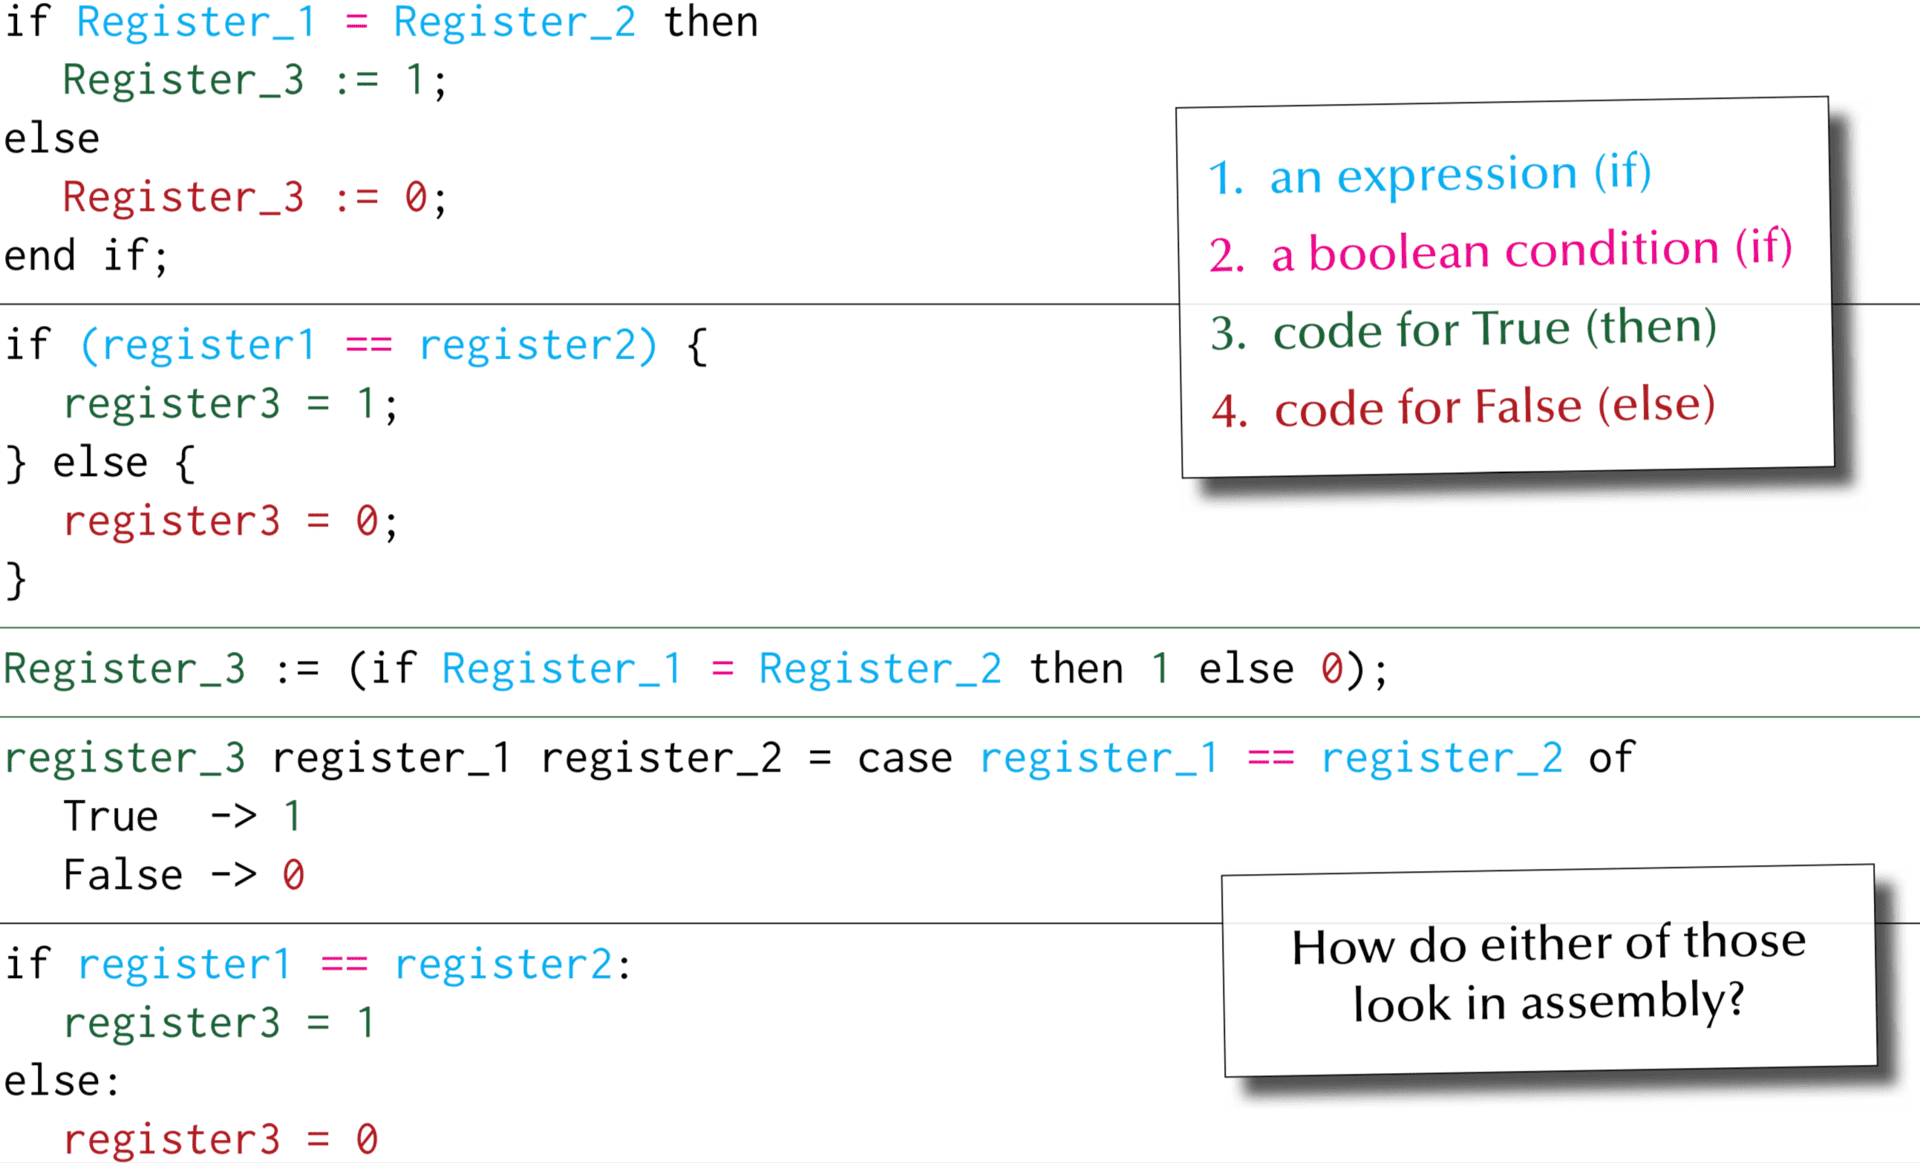 if Register_1 = Register_2 then
Register_3 := 1;
else
Register_3 := 0;
end if;
1. an expression (if)
2. a boolean condition (if)
3. code for True (then)
4. code for False (else)
if (register1 == register2) {
register3 = 1;
} else {
register3 = 0;
}
Register_3 := (if Register_1 = Register_2 then 1 else 0);
register_3 register_1 register_2 = case register_1 == register_2 of
True -> 1
False -> 0
if register1 == register2:
register3 = 1
else:
register3 = 0
How do either of those
look in assembly?